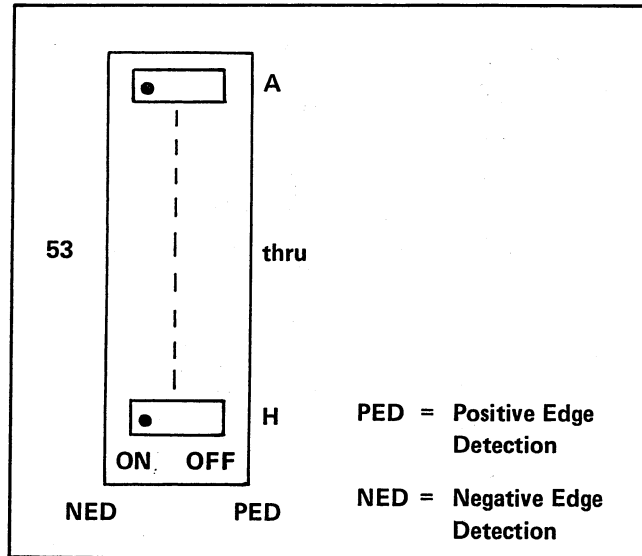 A
53
thru
H
ON OFF
NED PED
PED = Positive Edge
Detection
NED = Negative Edge
Detection